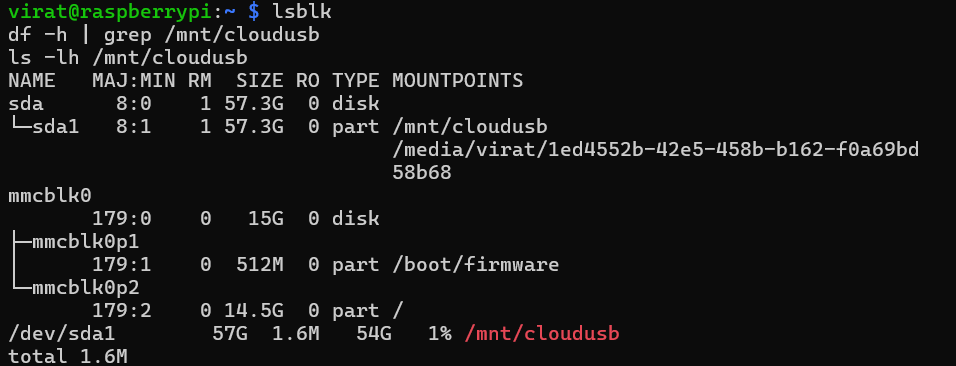 virat@raspberrypi:~ $ lsblk
df -h | grep /mnt/cloudusb
ls -lh /mnt/cloudusb
NAME   MAJ:MIN RM   SIZE RO TYPE MOUNTPOINTS
sda      8:0    1 57.3G  0 disk
└─sda1   8:1    1 57.3G  0 part /mnt/cloudusb
                                /media/virat/1ed4552b-42e5-458b-b162-f0a69bd
                                58b68
mmcblk0
       179:0    0   15G  0 disk
├─mmcblk0p1
│      179:1    0  512M  0 part /boot/firmware
└─mmcblk0p2
       179:2    0 14.5G  0 part /
/dev/sda1        57G  1.6M   54G   1% /mnt/cloudusb
total 1.6M